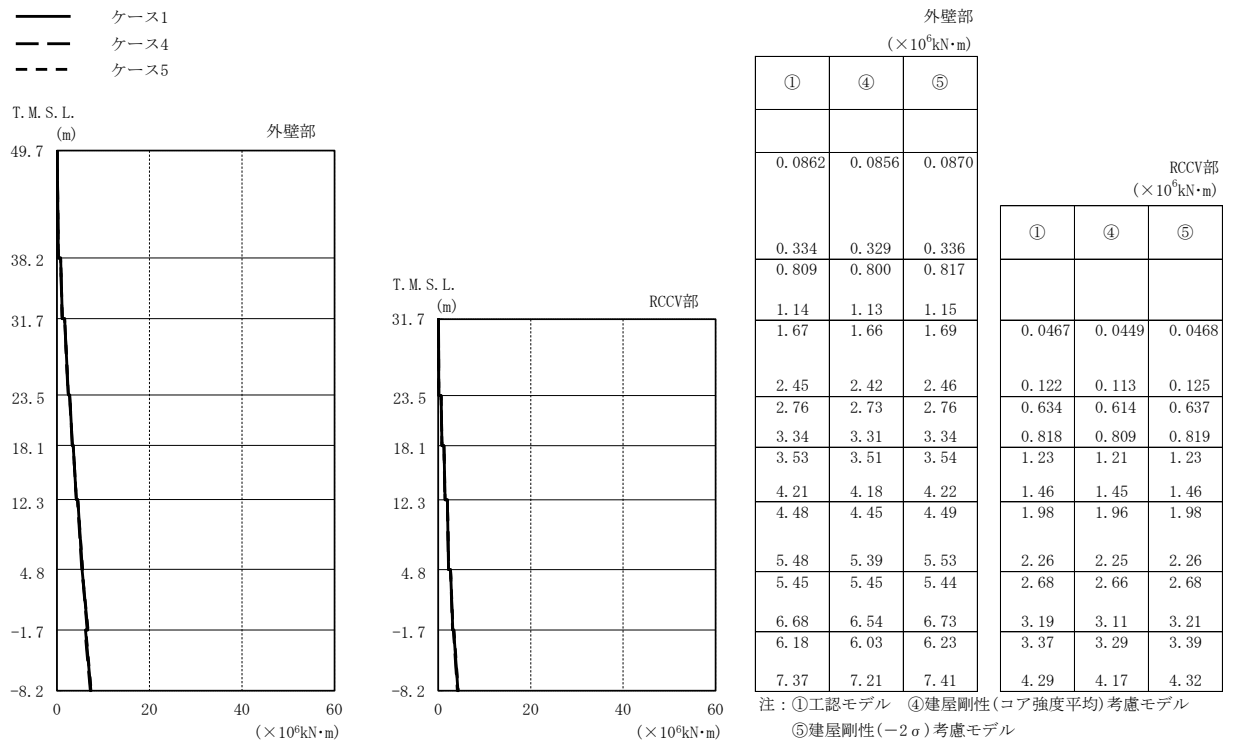 ケース1
ケース4
ケース5
T.M.S.L.
(m)
外壁部
49.7
38.2
31.7
23.5
18.1
12.3
4.8
-1.7
-8.2
0 20 40 60
(×10⁶kN・m)
T.M.S.L.
(m)
RCCV部
31.7
23.5
18.1
12.3
4.8
-1.7
-8.2
0 20 40 60
(×10⁶kN・m)
外壁部
(×10⁶kN・m)
① ④ ⑤
0.0862 0.0856 0.0870
0.334 0.329 0.336
0.809 0.800 0.817
1.14 1.13 1.15
1.67 1.66 1.69
2.45 2.42 2.46
2.76 2.73 2.76
3.34 3.31 3.34
3.53 3.51 3.54
4.21 4.18 4.22
4.48 4.45 4.49
5.48 5.39 5.53
5.45 5.45 5.44
6.68 6.54 6.73
6.18 6.03 6.23
7.37 7.21 7.41
RCCV部
(×10⁶kN・m)
① ④ ⑤
0.0467 0.0449 0.0468
0.122 0.113 0.125
0.634 0.614 0.637
0.818 0.809 0.819
1.23 1.21 1.23
1.46 1.45 1.46
1.98 1.96 1.98
2.26 2.25 2.26
2.68 2.66 2.68
3.19 3.11 3.21
3.37 3.29 3.39
4.29 4.17 4.32
注：①工認モデル ④建屋剛性(コア強度平均)考慮モデル
⑤建屋剛性(－2σ)考慮モデル